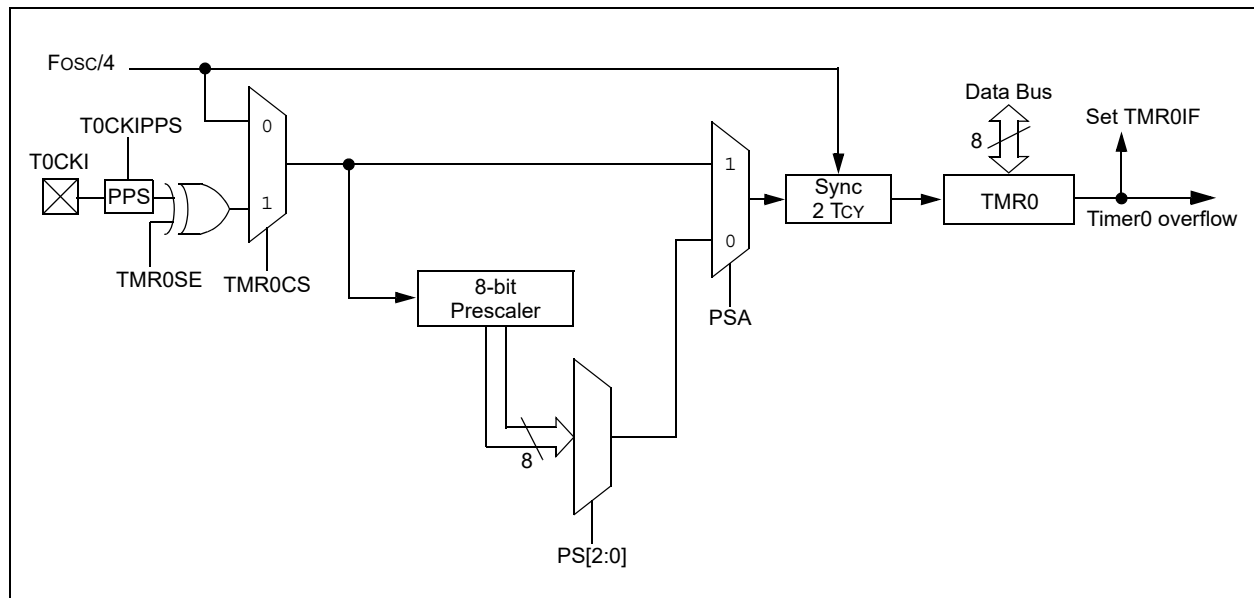 FOSC/4
Data Bus
Set TMR0IF
T0CKIPPS
0
8
T0CKI
1
PPS
1
Sync
2 TCY
TMR0
Timer0 overflow
0
TMR0SE
TMR0CS
8-bit
Prescaler
PSA
8
PS[2:0]